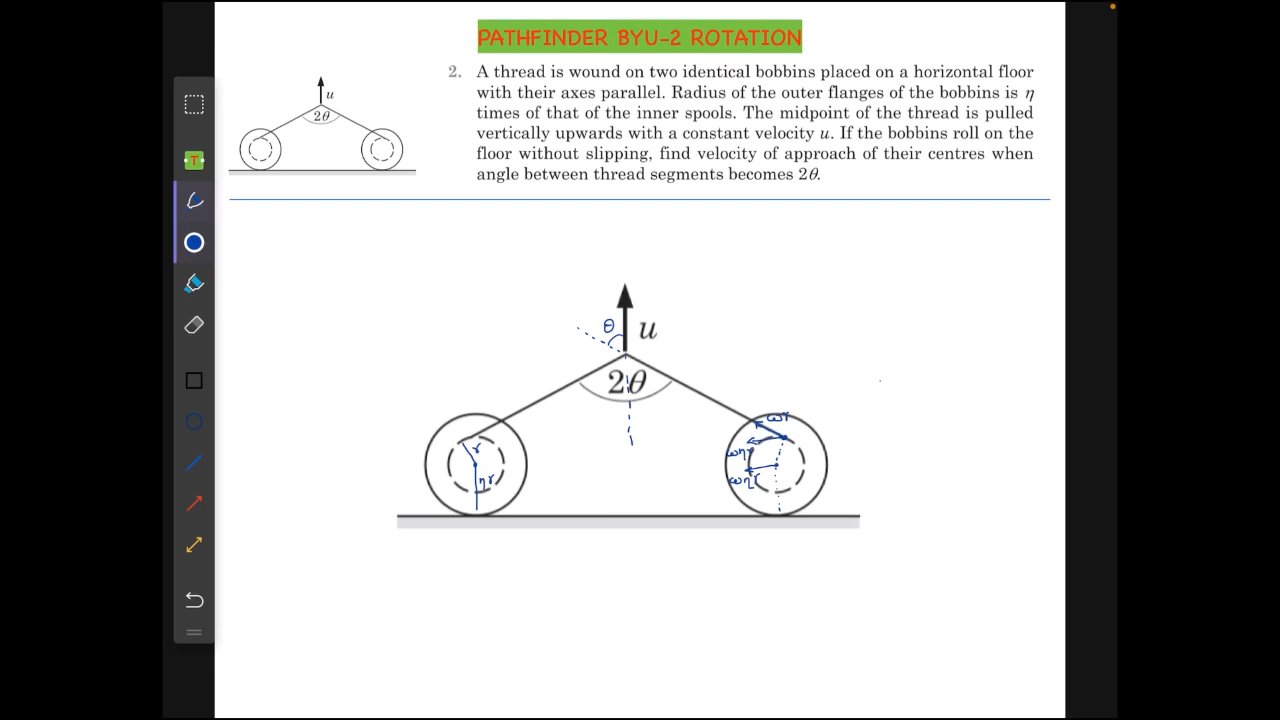 PATHFINDER BYU-2 ROTATION
2. A thread is wound on two identical bobbins placed on a horizontal floor
with their axes parallel. Radius of the outer flanges of the bobbins is η
times of that of the inner spools. The midpoint of the thread is pulled
vertically upwards with a constant velocity u. If the bobbins roll on the
floor without slipping, find velocity of approach of their centres when
angle between thread segments becomes 2θ.
u
2θ
T
θ
u
2θ
r
ηr
ωr
ωηr
ωηr